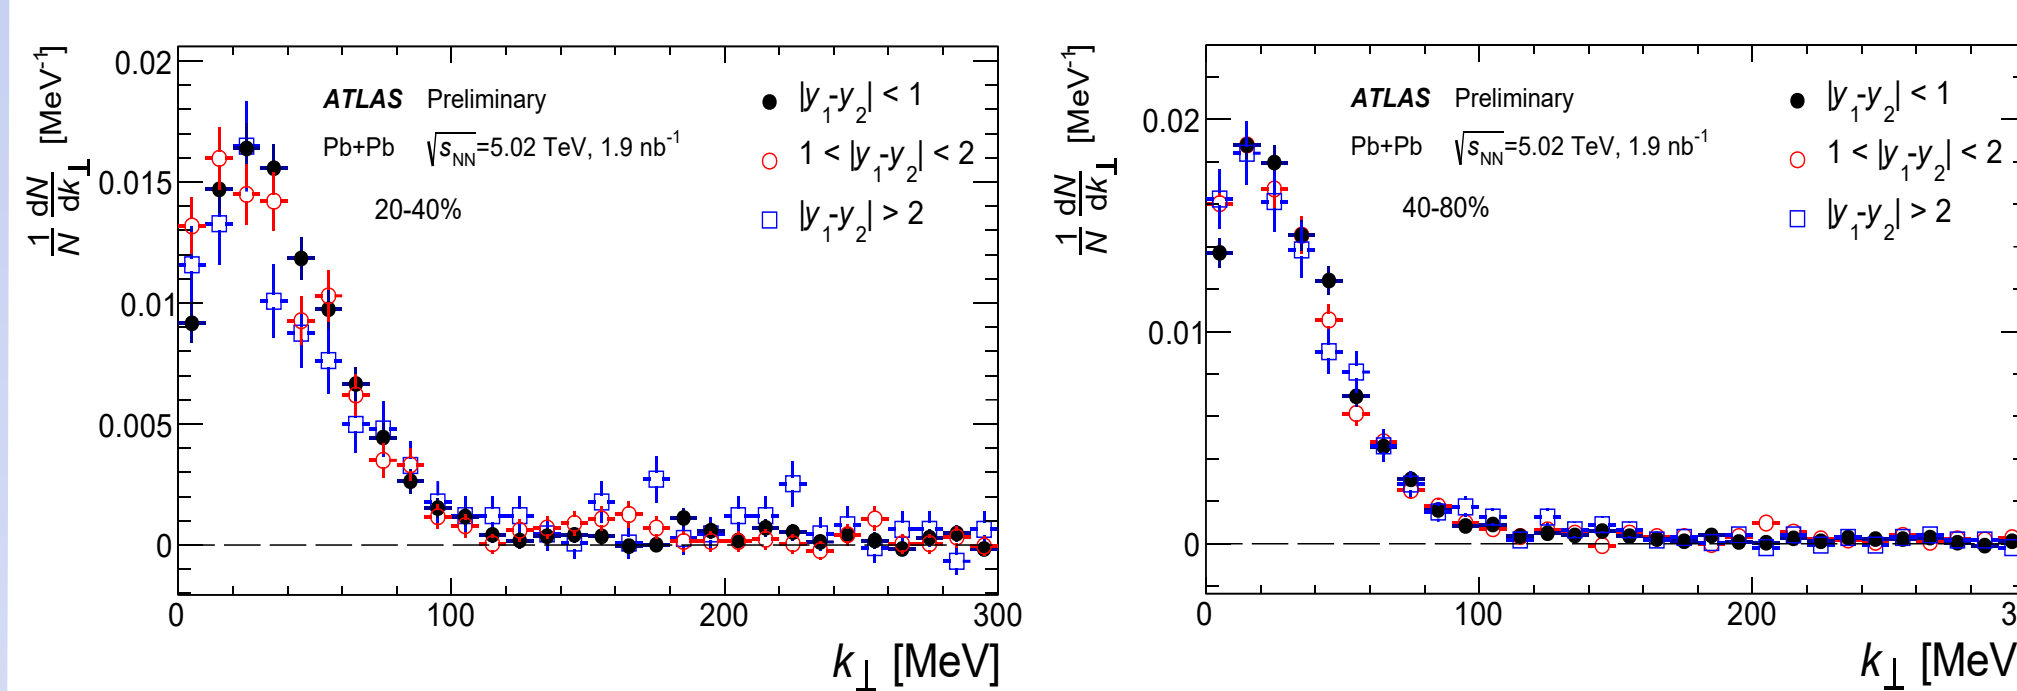 1/N dN/dk⊥ [MeV⁻¹]
0.02
0.015
0.01
0.005
0
ATLAS Preliminary
Pb+Pb √sNN=5.02 TeV, 1.9 nb⁻¹
20-40%
|y₁-y₂| < 1
1 < |y₁-y₂| < 2
|y₁-y₂| > 2
0 100 200 300
k⊥ [MeV]
1/N dN/dk⊥ [MeV⁻¹]
0.02
0.01
0
ATLAS Preliminary
Pb+Pb √sNN=5.02 TeV, 1.9 nb⁻¹
40-80%
|y₁-y₂| < 1
1 < |y₁-y₂| < 2
|y₁-y₂| > 2
0 100 200 3
k⊥ [MeV